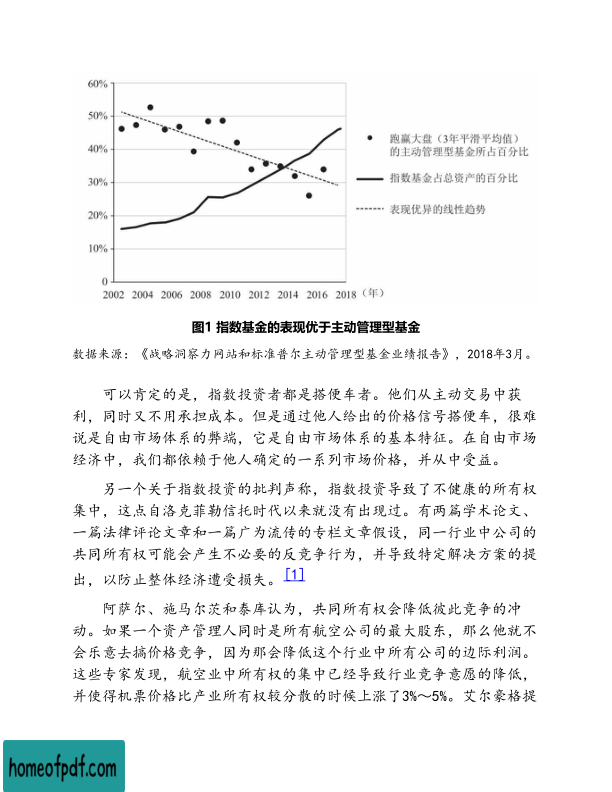 60%
50%
40%
30%
20%
10%
0
2002 2004 2006 2008 2010 2012 2014 2016 2018（年）
跑赢大盘（3年平滑平均值）
的主动管理型基金所占百分比
指数基金占总资产的百分比
表现优异的线性趋势
图1 指数基金的表现优于主动管理型基金
数据来源：《战略洞察力网站和标准普尔主动管理型基金业绩报告》，2018年3月。
可以肯定的是，指数投资者都是搭便车者。他们从主动交易中获
利，同时又不用承担成本。但是通过他人给出的价格信号搭便车，很难
说是自由市场体系的弊端，它是自由市场体系的基本特征。在自由市场
经济中，我们都依赖于他人确定的一系列市场价格，并从中受益。
另一个关于指数投资的批判声称，指数投资导致了不健康的所有权
集中，这点自洛克菲勒信托时代以来就没有出现过。有两篇学术论文、
一篇法律评论文章和一篇广为流传的专栏文章假设，同一行业中公司的
共同所有权可能会产生不必要的反竞争行为，并导致特定解决方案的提
出，以防止整体经济遭受损失。[1]
阿萨尔、施马尔茨和泰库认为，共同所有权会降低彼此竞争的冲
动。如果一个资产管理人同时是所有航空公司的最大股东，那么他就不
会乐意去搞价格竞争，因为那会降低这个行业中所有公司的边际利润。
这些专家发现，航空业中所有权的集中已经导致行业竞争意愿的降低，
并使得机票价格比产业所有权较分散的时候上涨了3%～5%。艾尔豪格提
homeofpdf.com